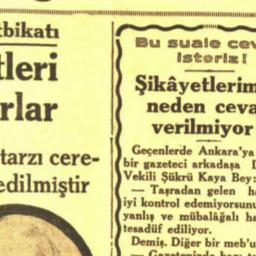 tbikatı
tleri
rlar
tarzı cere-
edilmiştir
Bu suale cev
isteriz!
Şikâyetlerim
neden ceva
verilmiyor
Geçenlerde Ankara'ya
bir gazeteci arkadaşa D
Vekili Şükrü Kaya Bey:
— Taşradan gelen ha
iyi kontrol edemiyorsunu
yanlış ve mübalâğalı ha
tesadüf ediliyor.
Demiş. Diğer bir meb'u
— Gazetenizde